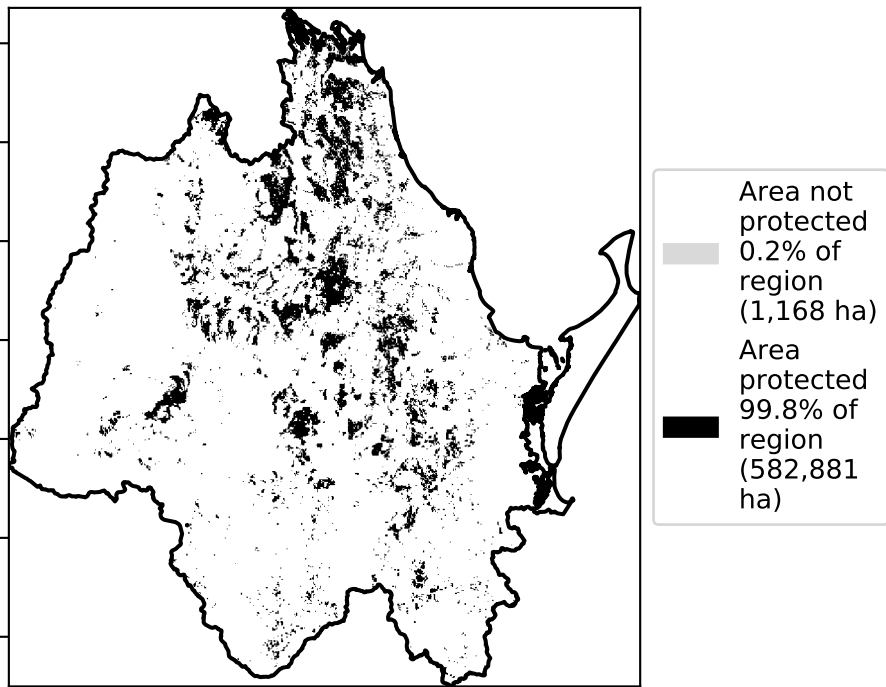 Area not
protected
0.2% of
region
(1,168 ha)
Area
protected
99.8% of
region
(582,881
ha)